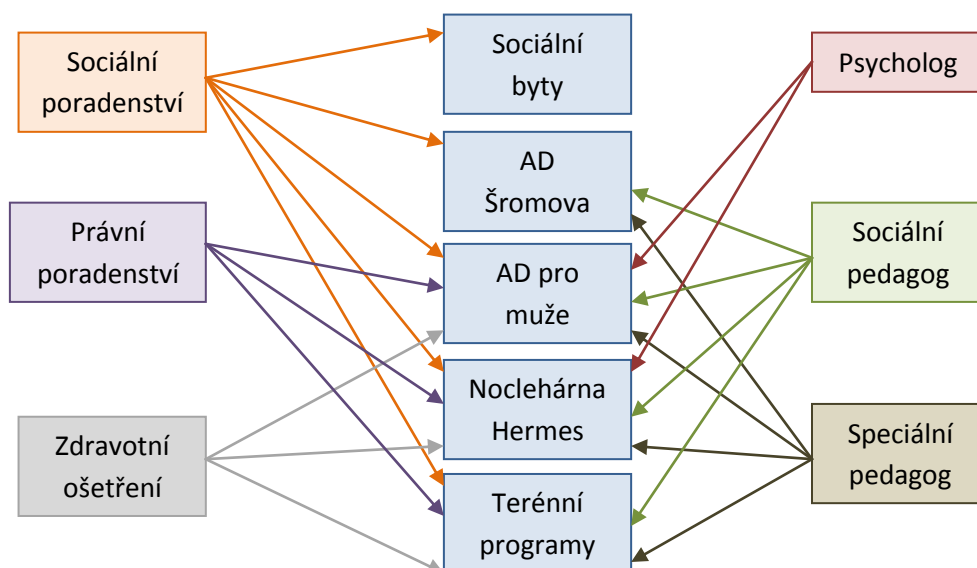 Sociální
poradenství
Právní
poradenství
Zdravotní
ošetření
Sociální
byty
AD
Šromova
AD pro
muže
Noclehárna
Hermes
Terénní
programy
Psycholog
Sociální
pedagog
Speciální
pedagog